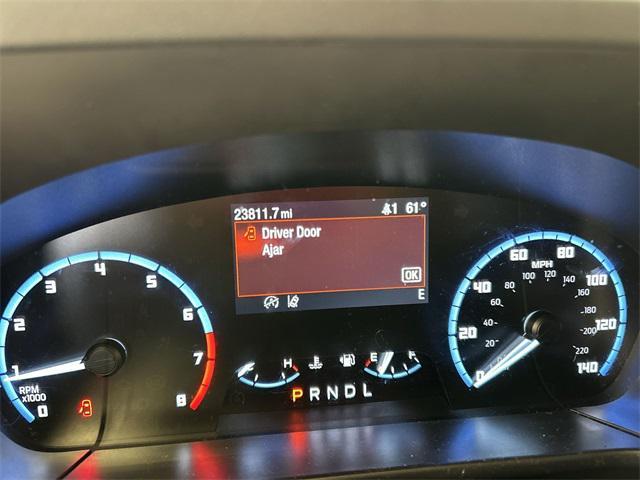 23811.7 mi 1 61°
Driver Door
Ajar
OK
E
0 1 2 3 4 5 6 7 8
RPM
x1000
H
E F
P R N D L
MPH
0 20 40 60 80 100 120 140
20 40 80 100 120 140 160 180 200 220